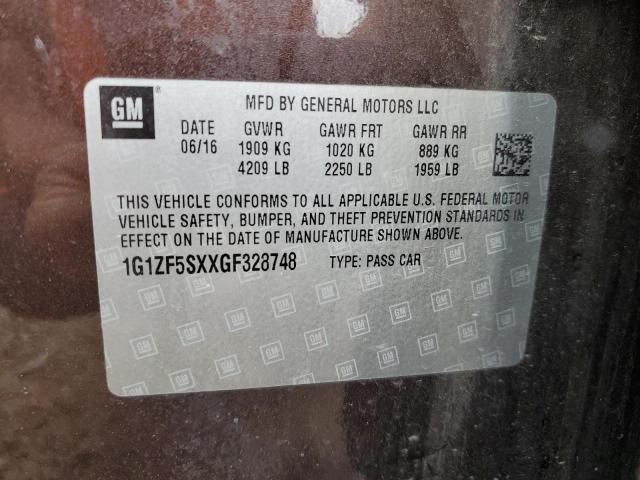 GM ®
MFD BY GENERAL MOTORS LLC
DATE GVWR GAWR FRT GAWR RR
06/16 1909 KG 1020 KG 889 KG
4209 LB 2250 LB 1959 LB
THIS VEHICLE CONFORMS TO ALL APPLICABLE U.S. FEDERAL MOTOR
VEHICLE SAFETY, BUMPER, AND THEFT PREVENTION STANDARDS IN
EFFECT ON THE DATE OF MANUFACTURE SHOWN ABOVE.
1G1ZF5SXXGF328748 TYPE: PASS CAR